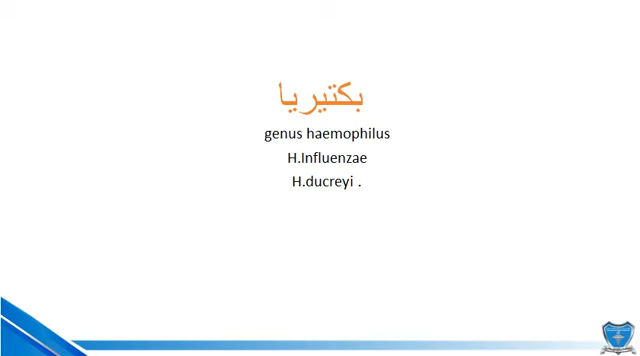 بكتيريا
genus haemophilus
H.Influenzae
H.ducreyi .